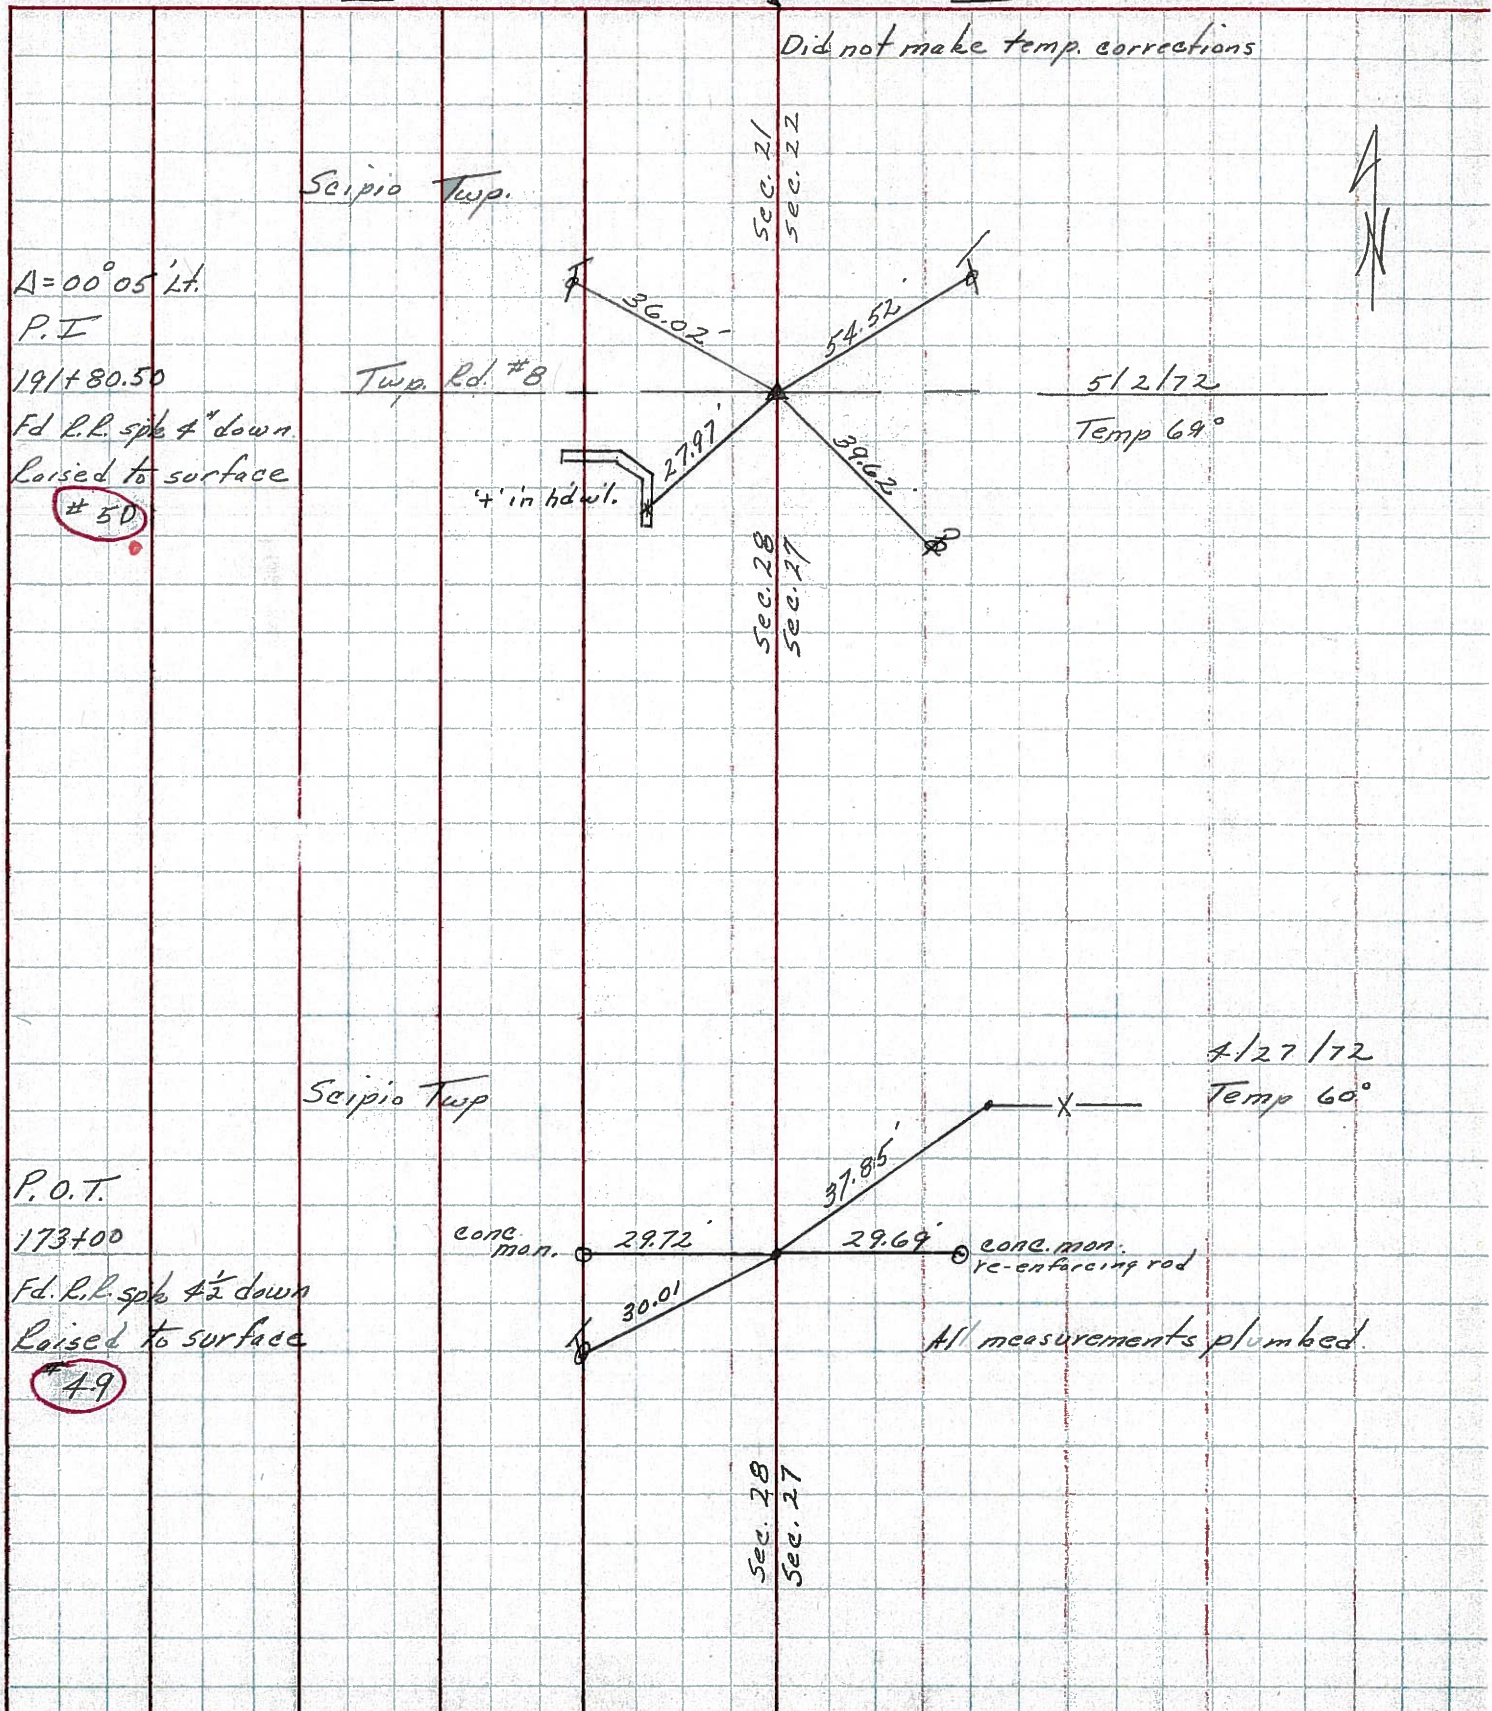 Did not make temp. corrections
Sec. 21
Sec. 22
N
Scipio Twp.
Δ=00°05' Lt.
P.I
191+80.50
Fd R.R. spk 4" down
Raised to surface
# 50
36.02'
54.52'
Twp. Rd. #8
5/2/72
Temp 69°
27.97'
39.62'
'+' in hdwl.
Sec. 28
Sec. 27
4/27/72
Temp 60°
Scipio Twp
P.O.T.
173+00
Fd. R.R. spk 4½ down
Raised to surface
# 49
37.85'
conc.
mon.
29.72'
29.69'
conc. mon.
re-enforcing rod
30.01
All measurements plumbed.
Sec. 28
Sec. 27